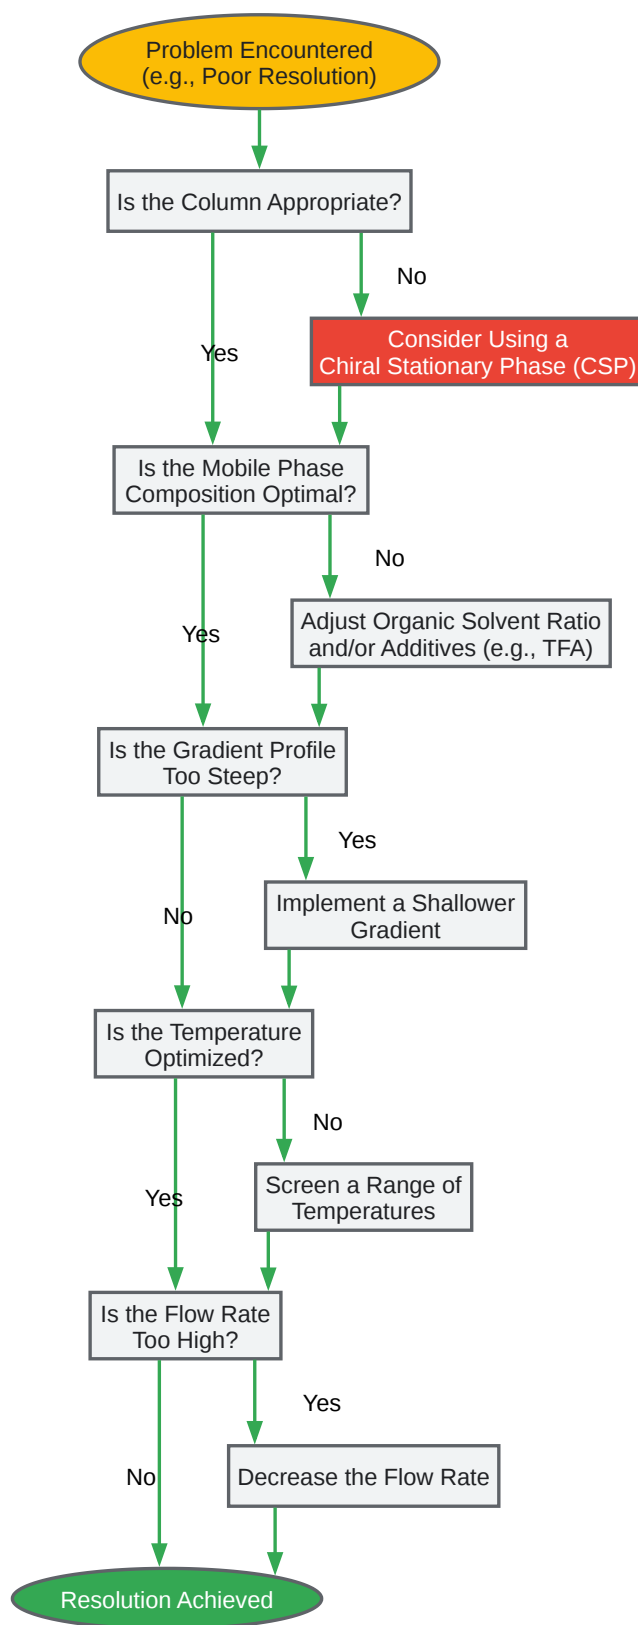 Problem Encountered
(e.g., Poor Resolution)
Is the Column Appropriate?
No
Yes
Consider Using a
Chiral Stationary Phase (CSP)
Is the Mobile Phase
Composition Optimal?
No
Yes
Adjust Organic Solvent Ratio
and/or Additives (e.g., TFA)
Is the Gradient Profile
Too Steep?
Yes
No
Implement a Shallower
Gradient
Is the Temperature
Optimized?
No
Yes
Screen a Range of
Temperatures
Is the Flow Rate
Too High?
Yes
No
Decrease the Flow Rate
Resolution Achieved